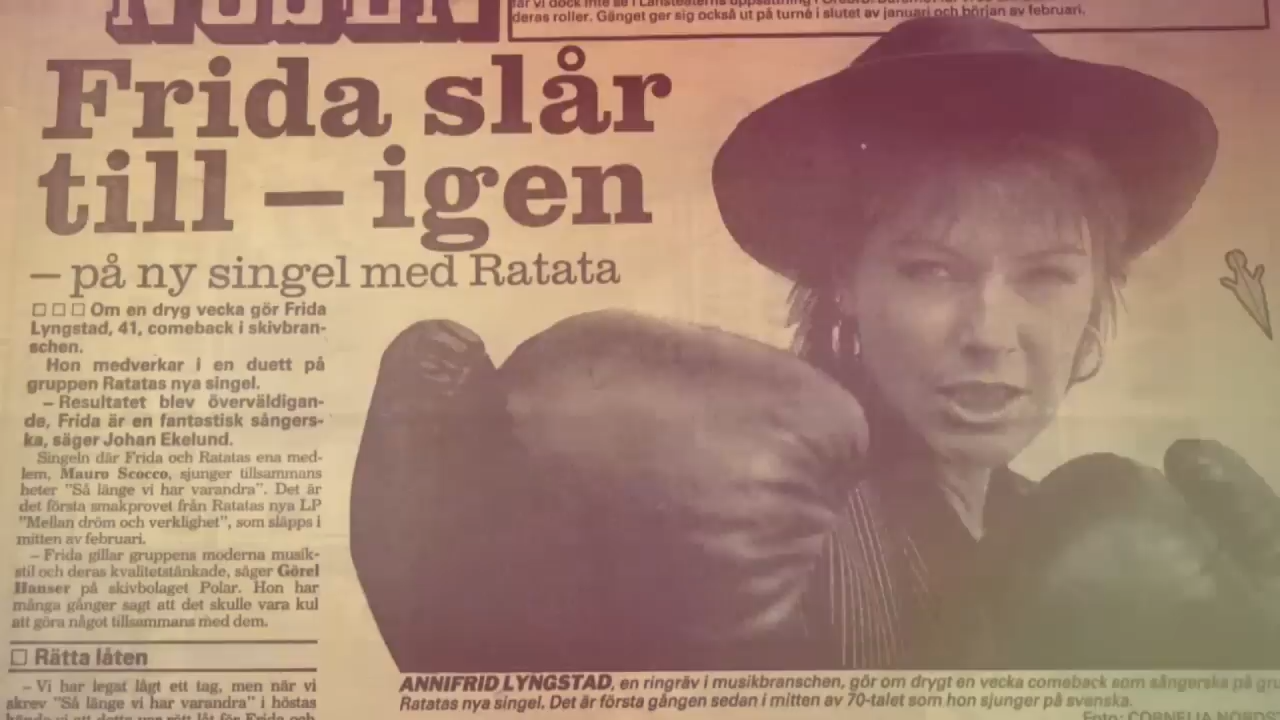 deras roller. Gänget ger sig också ut på turné i slutet av januari och början av februari.
Frida slår
till – igen
– på ny singel med Ratata
□ □ □ Om en dryg vecka gör Frida
Lyngstad, 41, comeback i skivbran-
schen.
Hon medverkar i en duett på
gruppen Ratatas nya singel.
– Resultatet blev överväldigan-
de, Frida är en fantastisk sångers-
ka, säger Johan Ekelund.
Singeln där Frida och Ratatas ena med-
lem, Mauro Scocco, sjunger tillsammans
heter "Så länge vi har varandra". Det är
det första smakprovet från Ratatas nya LP
"Mellan dröm och verklighet", som släpps i
mitten av februari.
– Frida gillar gruppens moderna musik-
stil och deras kvalitetstänkade, säger Görel
Hanser på skivbolaget Polar. Hon har
många gånger sagt att det skulle vara kul
att göra något tillsammans med dem.
□ Rätta låten
– Vi har legat lågt ett tag, men när vi
skrev "Så länge vi har varandra" i höstas
ANNIFRID LYNGSTAD, en ringräv i musikbranschen, gör om drygt en vecka comeback som sångerska på gru
Ratatas nya singel. Det är första gången sedan i mitten av 70-talet som hon sjunger på svenska.
Foto: CORNELIA NORDS